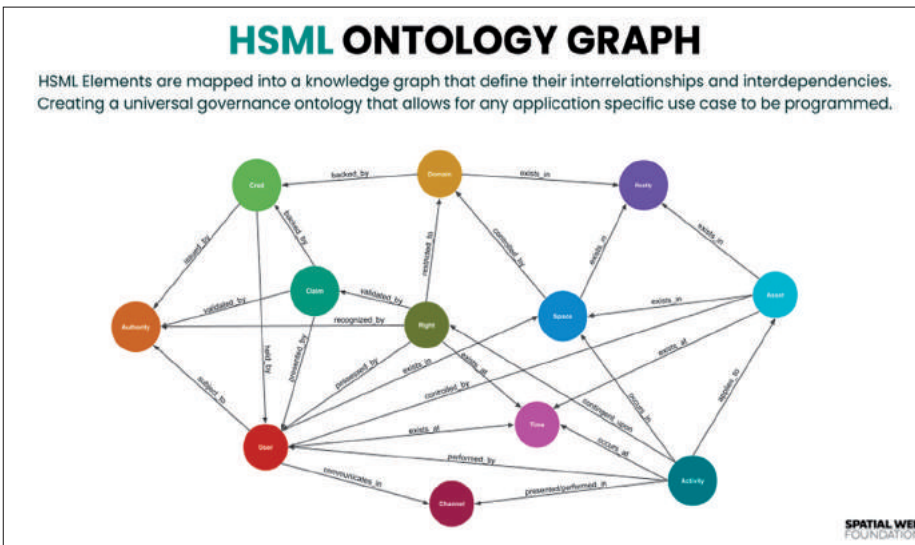 HSML ONTOLOGY GRAPH
HSML Elements are mapped into a knowledge graph that define their interrelationships and interdependencies.
Creating a universal governance ontology that allows for any application specific use case to be programmed.
Cred
backed_by
Domain
exists_in
Reality
issued_by
backed_by
restricted_to
controlled_by
exists_in
exists_in
Claim
validated_by
validated_by
Authority
recognized_by
Right
Space
exists_in
Asset
held_by
presented_by
possessed_by
exists_in
exists_at
controlled_by
exists_at
subject_to
contingent_upon
occurs_in
applies_to
User
exists_at
Time
occurs_at
performed_by
communicates_in
Channel
presented/performed_in
Activity
SPATIAL WEB
FOUNDATION